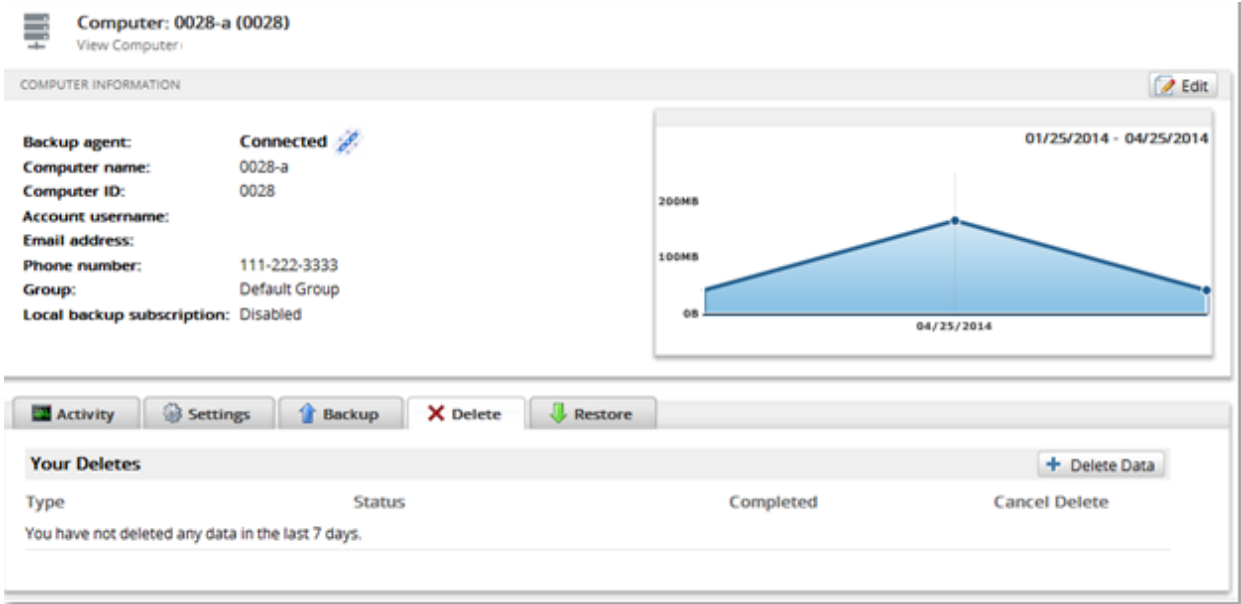 Computer: 0028-a (0028)
View Computer
COMPUTER INFORMATION
Edit
Backup agent: Connected
Computer name: 0028-a
Computer ID: 0028
Account username:
Email address:
Phone number: 111-222-3333
Group: Default Group
Local backup subscription: Disabled
01/25/2014 - 04/25/2014
200MB
100MB
0B
04/25/2014
Activity Settings Backup Delete Restore
Your Deletes
Delete Data
Type Status Completed Cancel Delete
You have not deleted any data in the last 7 days.